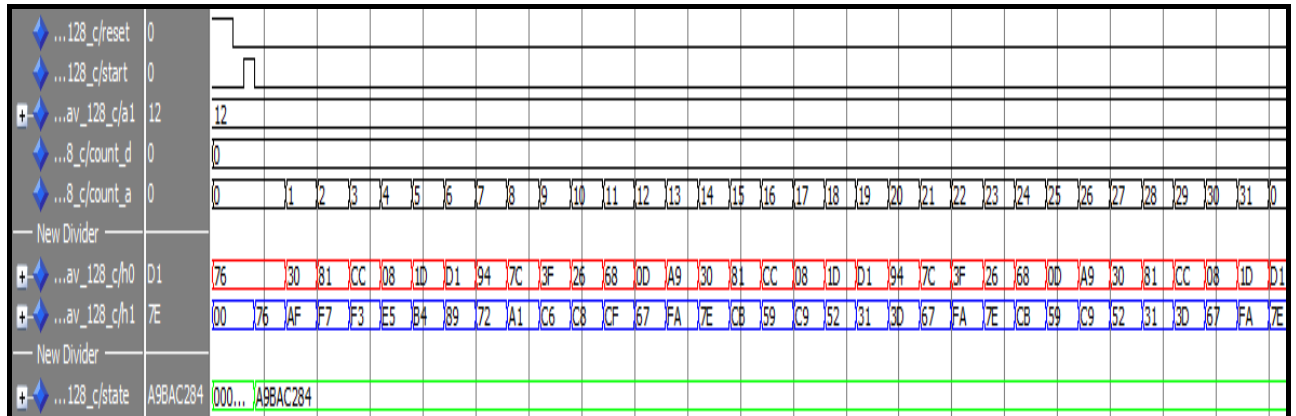 ...128_c/reset 0
...128_c/start 0
...av_128_c/a1 12 12
...8_c/count_d 0 0
...8_c/count_a 0 0 1 2 3 4 5 6 7 8 9 10 11 12 13 14 15 16 17 18 19 20 21 22 23 24 25 26 27 28 29 30 31 0
New Divider
...av_128_c/h0 D1 76 30 81 CC 08 1D D1 94 7C 3F 26 68 0D A9 30 81 CC 08 1D D1 94 7C 3F 26 68 0D A9 30 81 CC 08 1D D1
...av_128_c/h1 7E 00 76 AF F7 F3 E5 B4 89 72 A1 C6 C8 CF 67 FA 7E CB 59 C9 52 31 3D 67 FA 7E CB 59 C9 52 31 3D 67 FA 7E
New Divider
...128_c/state A9BAC284 000... A9BAC284